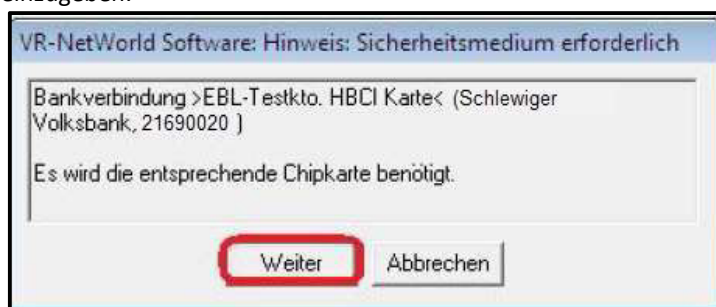 einzugeben.
VR-NetWorld Software: Hinweis: Sicherheitsmedium erforderlich
Bankverbindung >EBL-Testkto. HBCI Karte< (Schlewiger
Volksbank, 21690020 )
Es wird die entsprechende Chipkarte benötigt.
Weiter Abbrechen